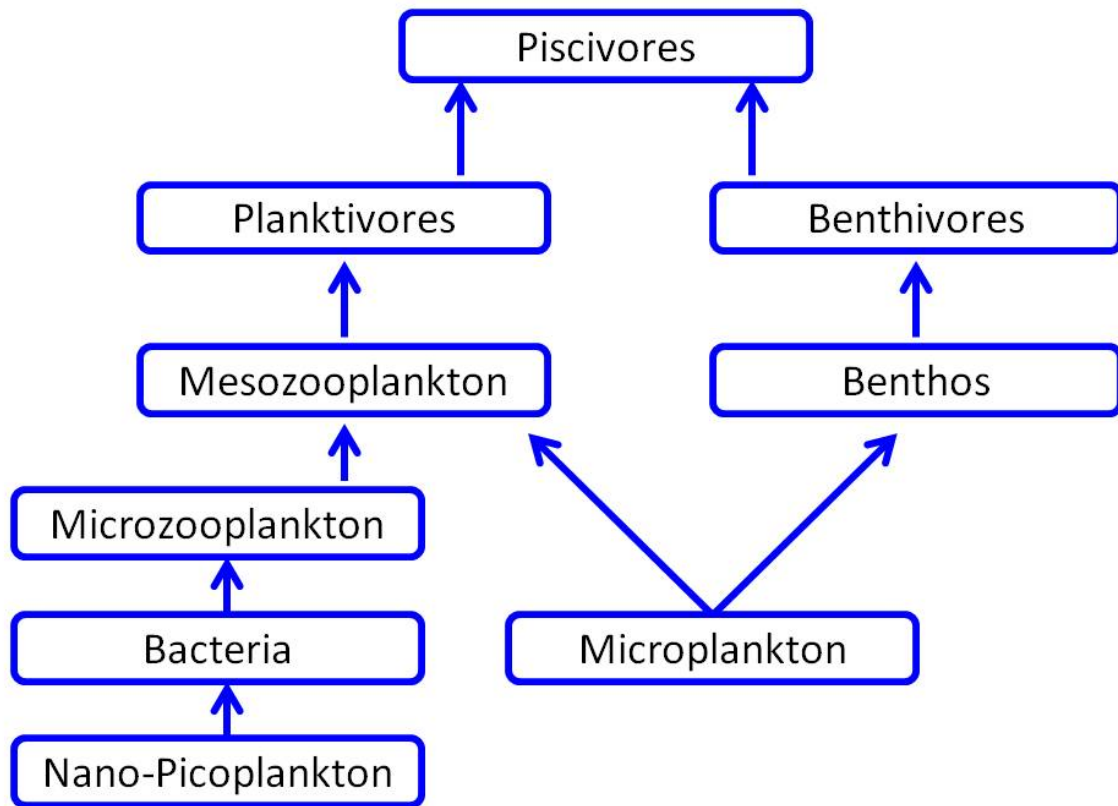 Piscivores
Planktivores
Benthivores
Mesozooplankton
Benthos
Microzooplankton
Bacteria
Microplankton
Nano-Picoplankton